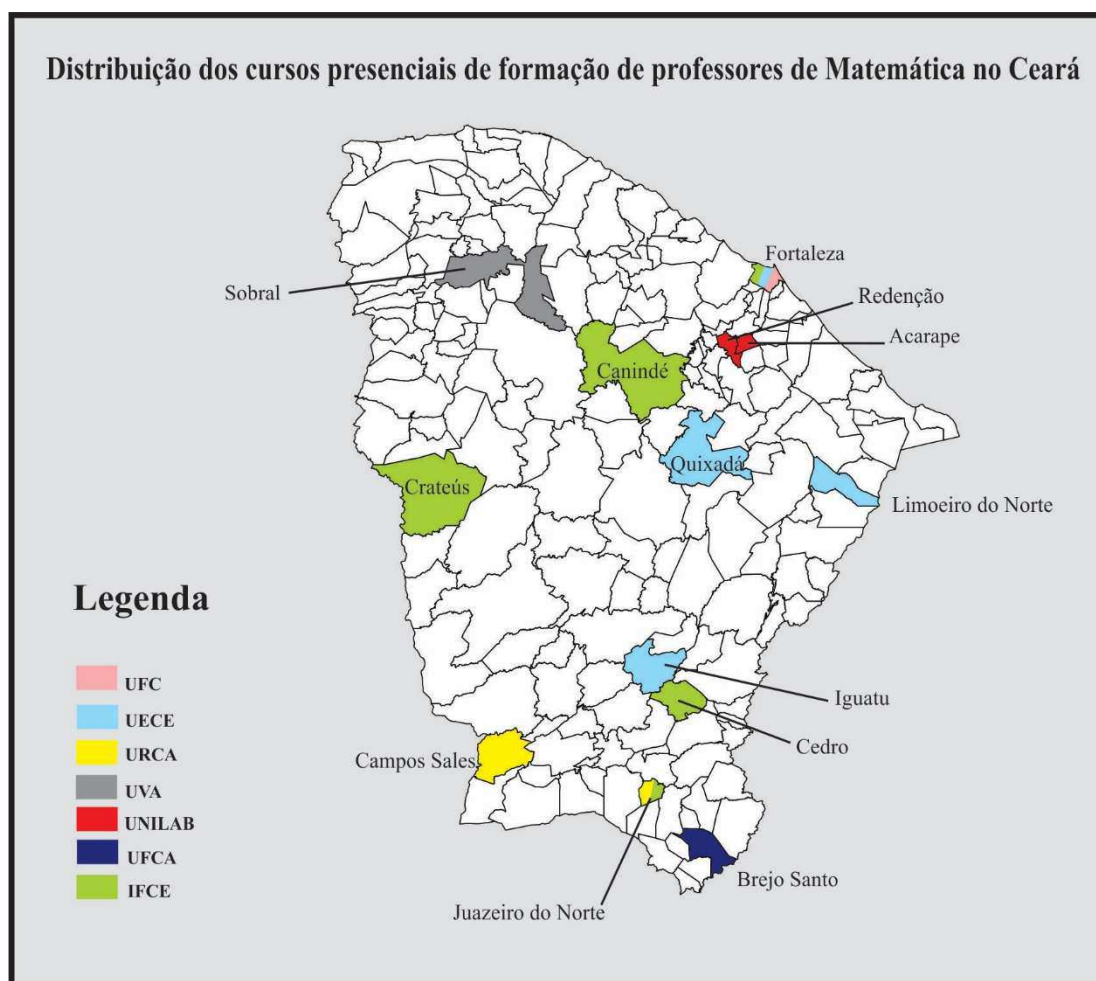 Distribuição dos cursos presenciais de formação de professores de Matemática no Ceará
Fortaleza
Sobral
Redenção
Acarape
Canindé
Quixadá
Crateús
Limoeiro do Norte
Legenda
UFC
UECE
URCA
UVA
UNILAB
UFCA
IFCE
Iguatu
Cedro
Campos Sales
Brejo Santo
Juazeiro do Norte